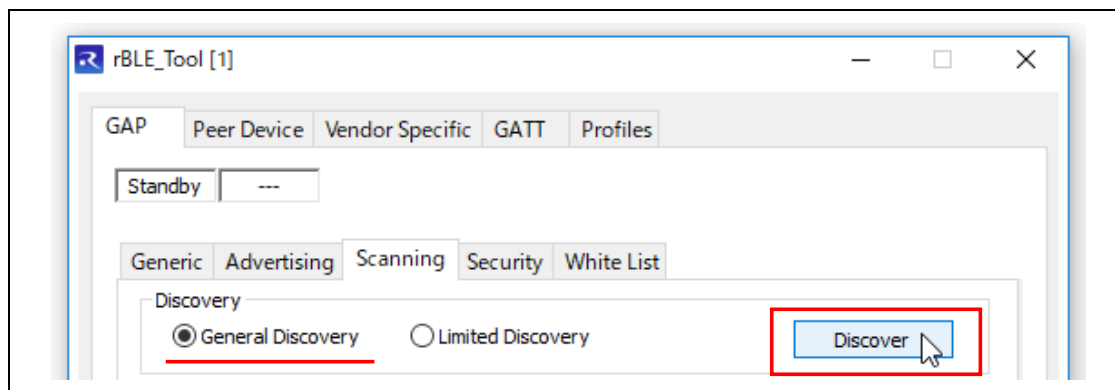 rBLE_Tool [1]
GAP Peer Device Vendor Specific GATT Profiles
Standby ---
Generic Advertising Scanning Security White List
Discovery
General Discovery Limited Discovery Discover